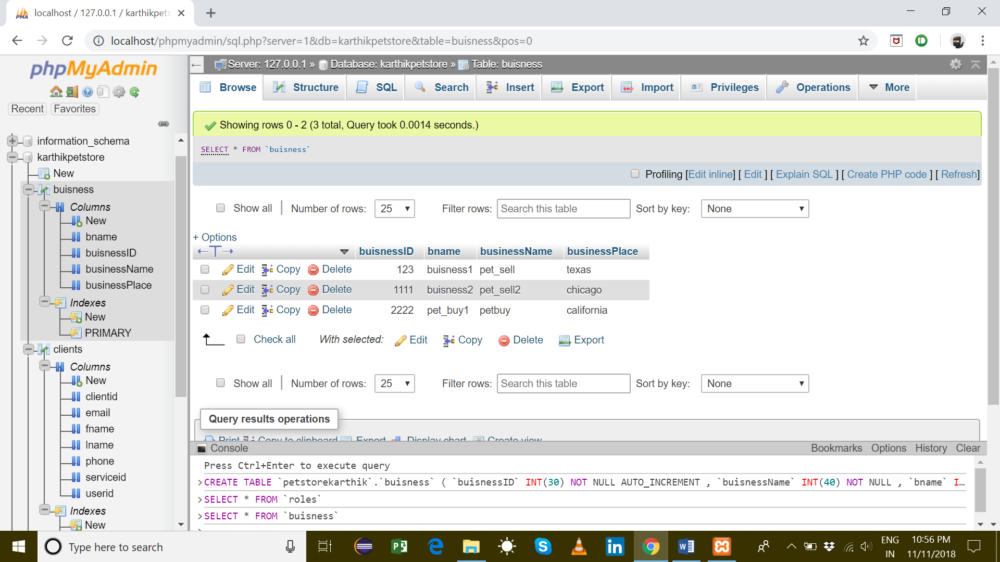 localhost / 127.0.0.1 / karthikpets
localhost/phpmyadmin/sql.php?server=1&db=karthikpetstore&table=buisness&pos=0
phpMyAdmin
Recent Favorites
information_schema
karthikpetstore
New
buisness
Columns
New
bname
buisnessID
businessName
businessPlace
Indexes
New
PRIMARY
clients
Columns
New
clientid
email
fname
lname
phone
serviceid
userid
Indexes
New
Server: 127.0.0.1 » Database: karthikpetstore » Table: buisness
Browse Structure SQL Search Insert Export Import Privileges Operations More
Showing rows 0 - 2 (3 total, Query took 0.0014 seconds.)
SELECT * FROM `buisness`
Profiling [Edit inline] [ Edit ] [ Explain SQL ] [ Create PHP code ] [ Refresh]
Show all Number of rows: 25 Filter rows: Search this table Sort by key: None
+ Options
buisnessID bname businessName businessPlace
Edit Copy Delete 123 buisness1 pet_sell texas
Edit Copy Delete 1111 buisness2 pet_sell2 chicago
Edit Copy Delete 2222 pet_buy1 petbuy california
Check all With selected: Edit Copy Delete Export
Show all Number of rows: 25 Filter rows: Search this table Sort by key: None
Query results operations
Print Copy to clipboard Export Display chart Create view
Console Bookmarks Options History Clear
Press Ctrl+Enter to execute query
>CREATE TABLE `petstorekarthik`.`buisness` ( `buisnessID` INT(30) NOT NULL AUTO_INCREMENT , `buisnessName` INT(40) NOT NULL , `bname` I…
>SELECT * FROM `roles`
>SELECT * FROM `buisness`
>
Type here to search
ENG
IN
10:56 PM
11/11/2018